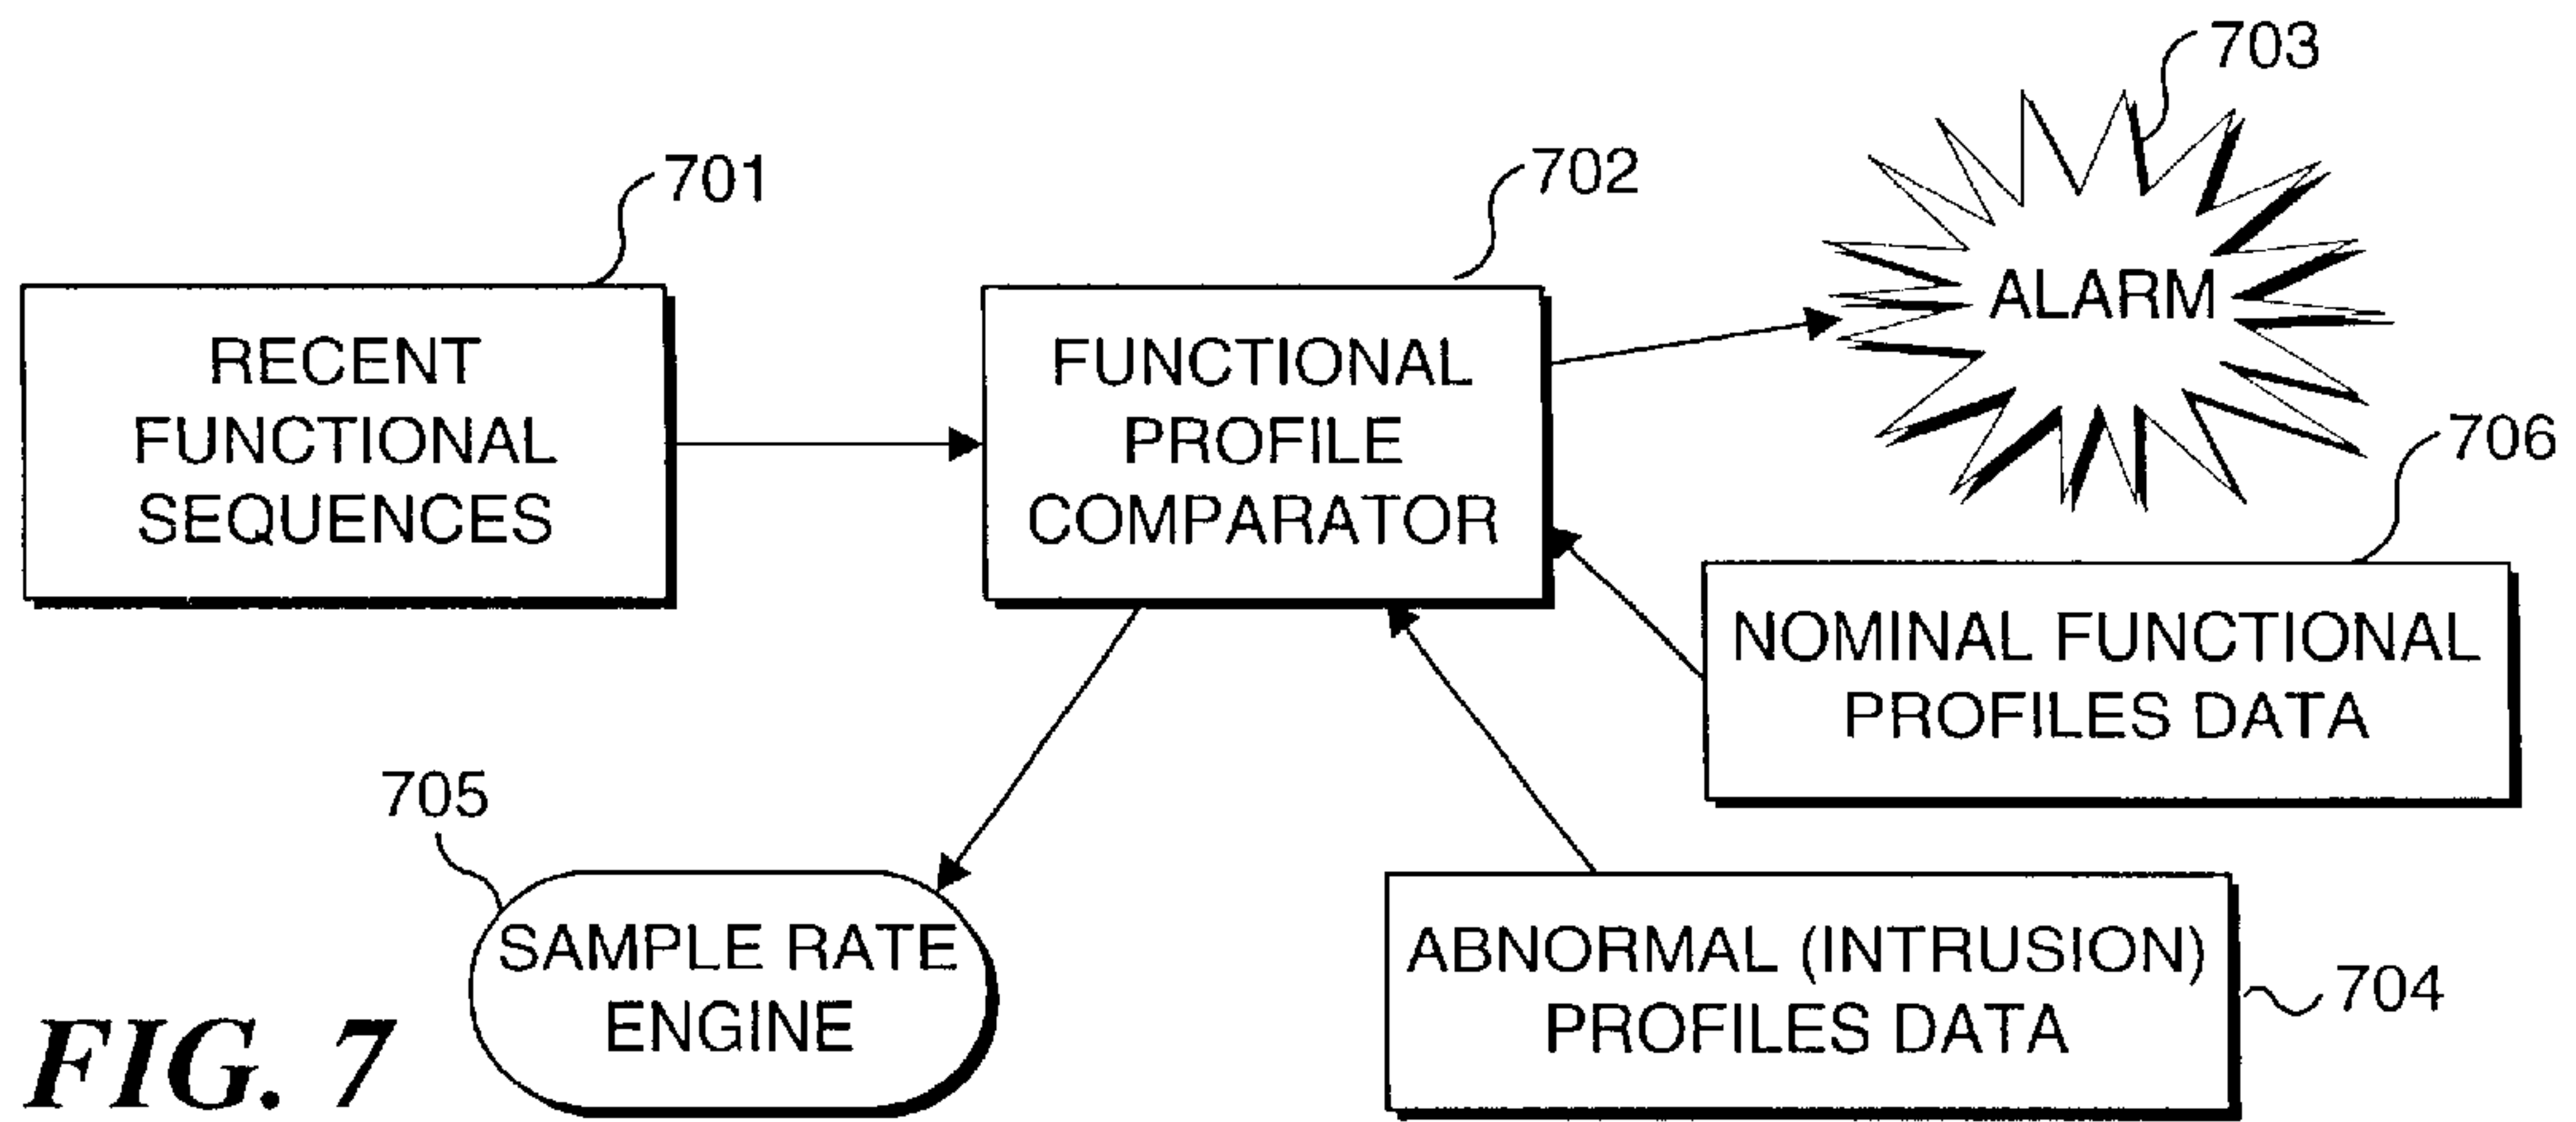 703
701
702
RECENT
FUNCTIONAL
SEQUENCES
FUNCTIONAL
PROFILE
COMPARATOR
ALARM
706
NOMINAL FUNCTIONAL
PROFILES DATA
705
SAMPLE RATE
ENGINE
ABNORMAL (INTRUSION)
PROFILES DATA
704
FIG. 7